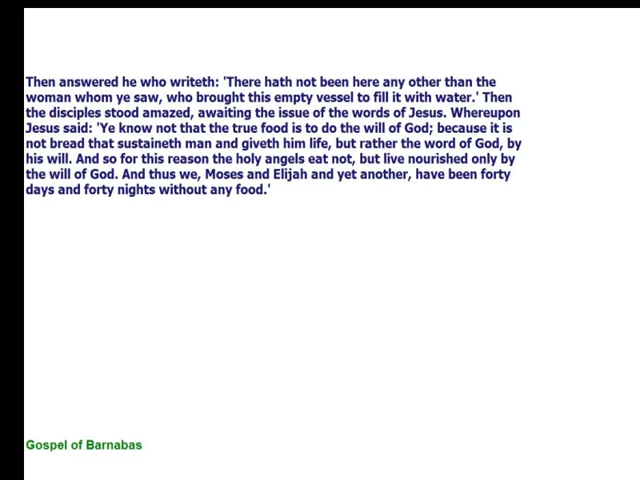 Then answered he who writeth: 'There hath not been here any other than the
woman whom ye saw, who brought this empty vessel to fill it with water.' Then
the disciples stood amazed, awaiting the issue of the words of Jesus. Whereupon
Jesus said: 'Ye know not that the true food is to do the will of God; because it is
not bread that sustaineth man and giveth him life, but rather the word of God, by
his will. And so for this reason the holy angels eat not, but live nourished only by
the will of God. And thus we, Moses and Elijah and yet another, have been forty
days and forty nights without any food.'
Gospel of Barnabas